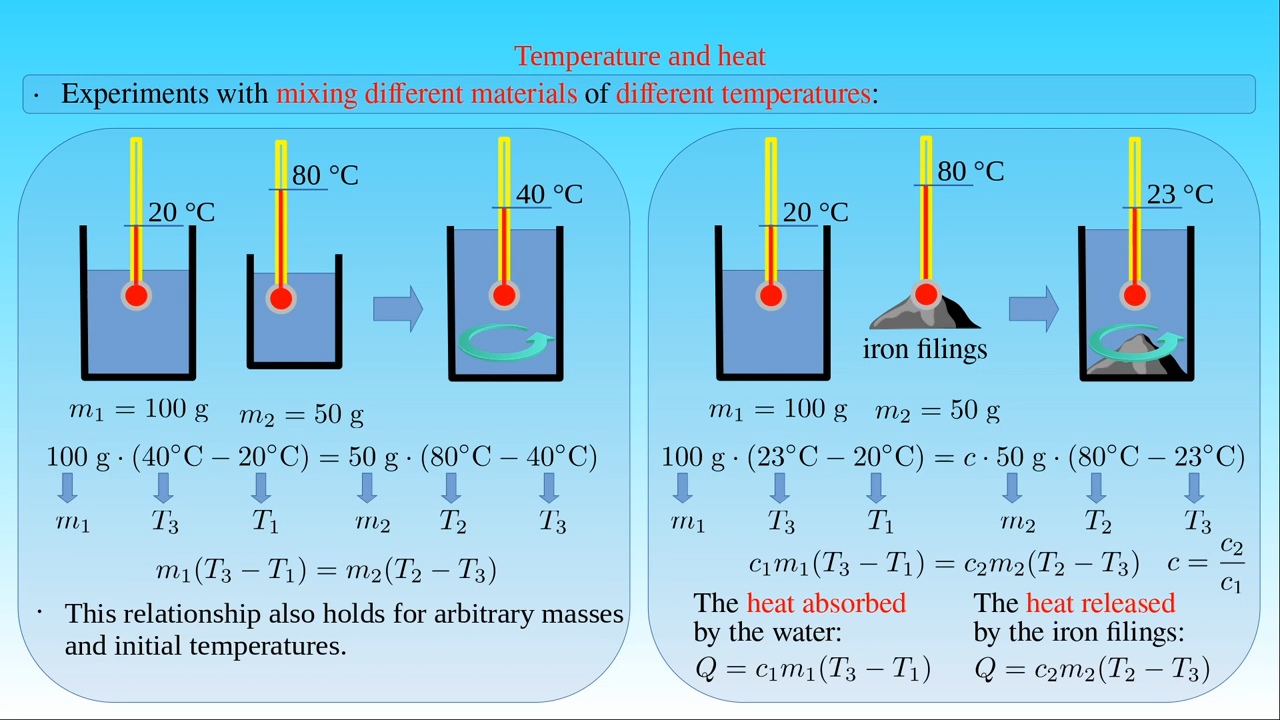 Temperature and heat
· Experiments with mixing different materials of different temperatures:
20 °C
80 °C
40 °C
m₁ = 100 g
m₂ = 50 g
100 g · (40°C − 20°C) = 50 g · (80°C − 40°C)
m₁ T₃ T₁ m₂ T₂ T₃
m₁(T₃ − T₁) = m₂(T₂ − T₃)
· This relationship also holds for arbitrary masses
and initial temperatures.
20 °C
80 °C
23 °C
iron filings
m₁ = 100 g
m₂ = 50 g
100 g · (23°C − 20°C) = c · 50 g · (80°C − 23°C)
m₁ T₃ T₁ m₂ T₂ T₃
c₁m₁(T₃ − T₁) = c₂m₂(T₂ − T₃) c = c₂/c₁
The heat absorbed
by the water:
Q = c₁m₁(T₃ − T₁)
The heat released
by the iron filings:
Q = c₂m₂(T₂ − T₃)